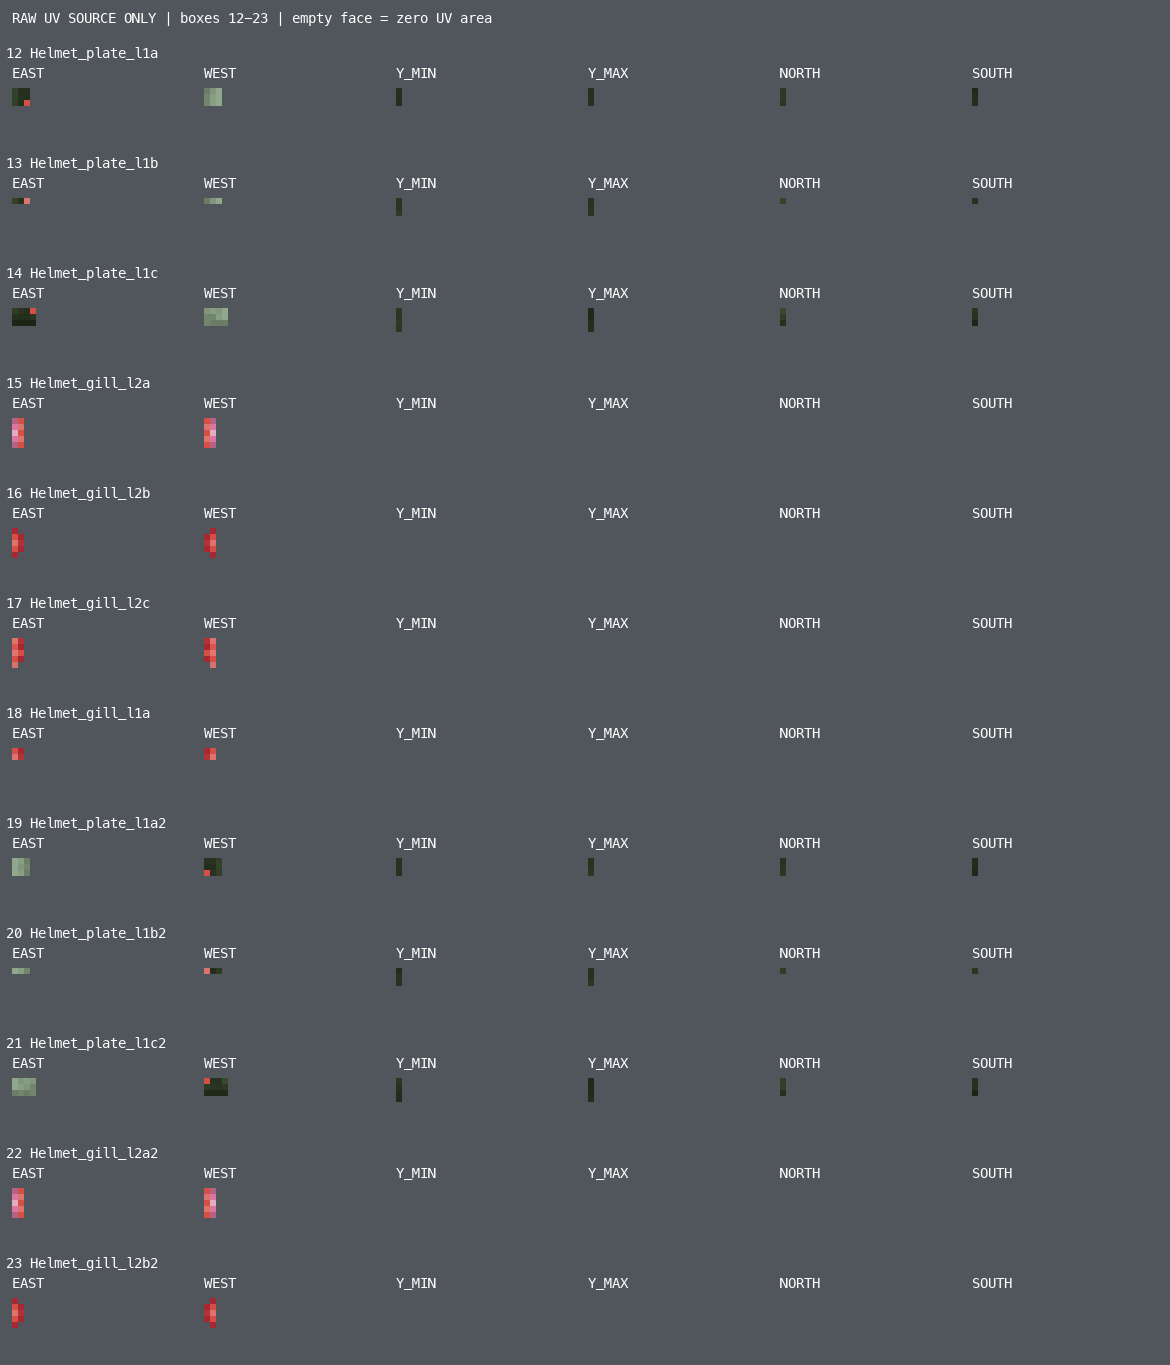 RAW UV SOURCE ONLY | boxes 12–23 | empty face = zero UV area
12 Helmet_plate_l1a
EAST WEST Y_MIN Y_MAX NORTH SOUTH
13 Helmet_plate_l1b
EAST WEST Y_MIN Y_MAX NORTH SOUTH
14 Helmet_plate_l1c
EAST WEST Y_MIN Y_MAX NORTH SOUTH
15 Helmet_gill_l2a
EAST WEST Y_MIN Y_MAX NORTH SOUTH
16 Helmet_gill_l2b
EAST WEST Y_MIN Y_MAX NORTH SOUTH
17 Helmet_gill_l2c
EAST WEST Y_MIN Y_MAX NORTH SOUTH
18 Helmet_gill_l1a
EAST WEST Y_MIN Y_MAX NORTH SOUTH
19 Helmet_plate_l1a2
EAST WEST Y_MIN Y_MAX NORTH SOUTH
20 Helmet_plate_l1b2
EAST WEST Y_MIN Y_MAX NORTH SOUTH
21 Helmet_plate_l1c2
EAST WEST Y_MIN Y_MAX NORTH SOUTH
22 Helmet_gill_l2a2
EAST WEST Y_MIN Y_MAX NORTH SOUTH
23 Helmet_gill_l2b2
EAST WEST Y_MIN Y_MAX NORTH SOUTH